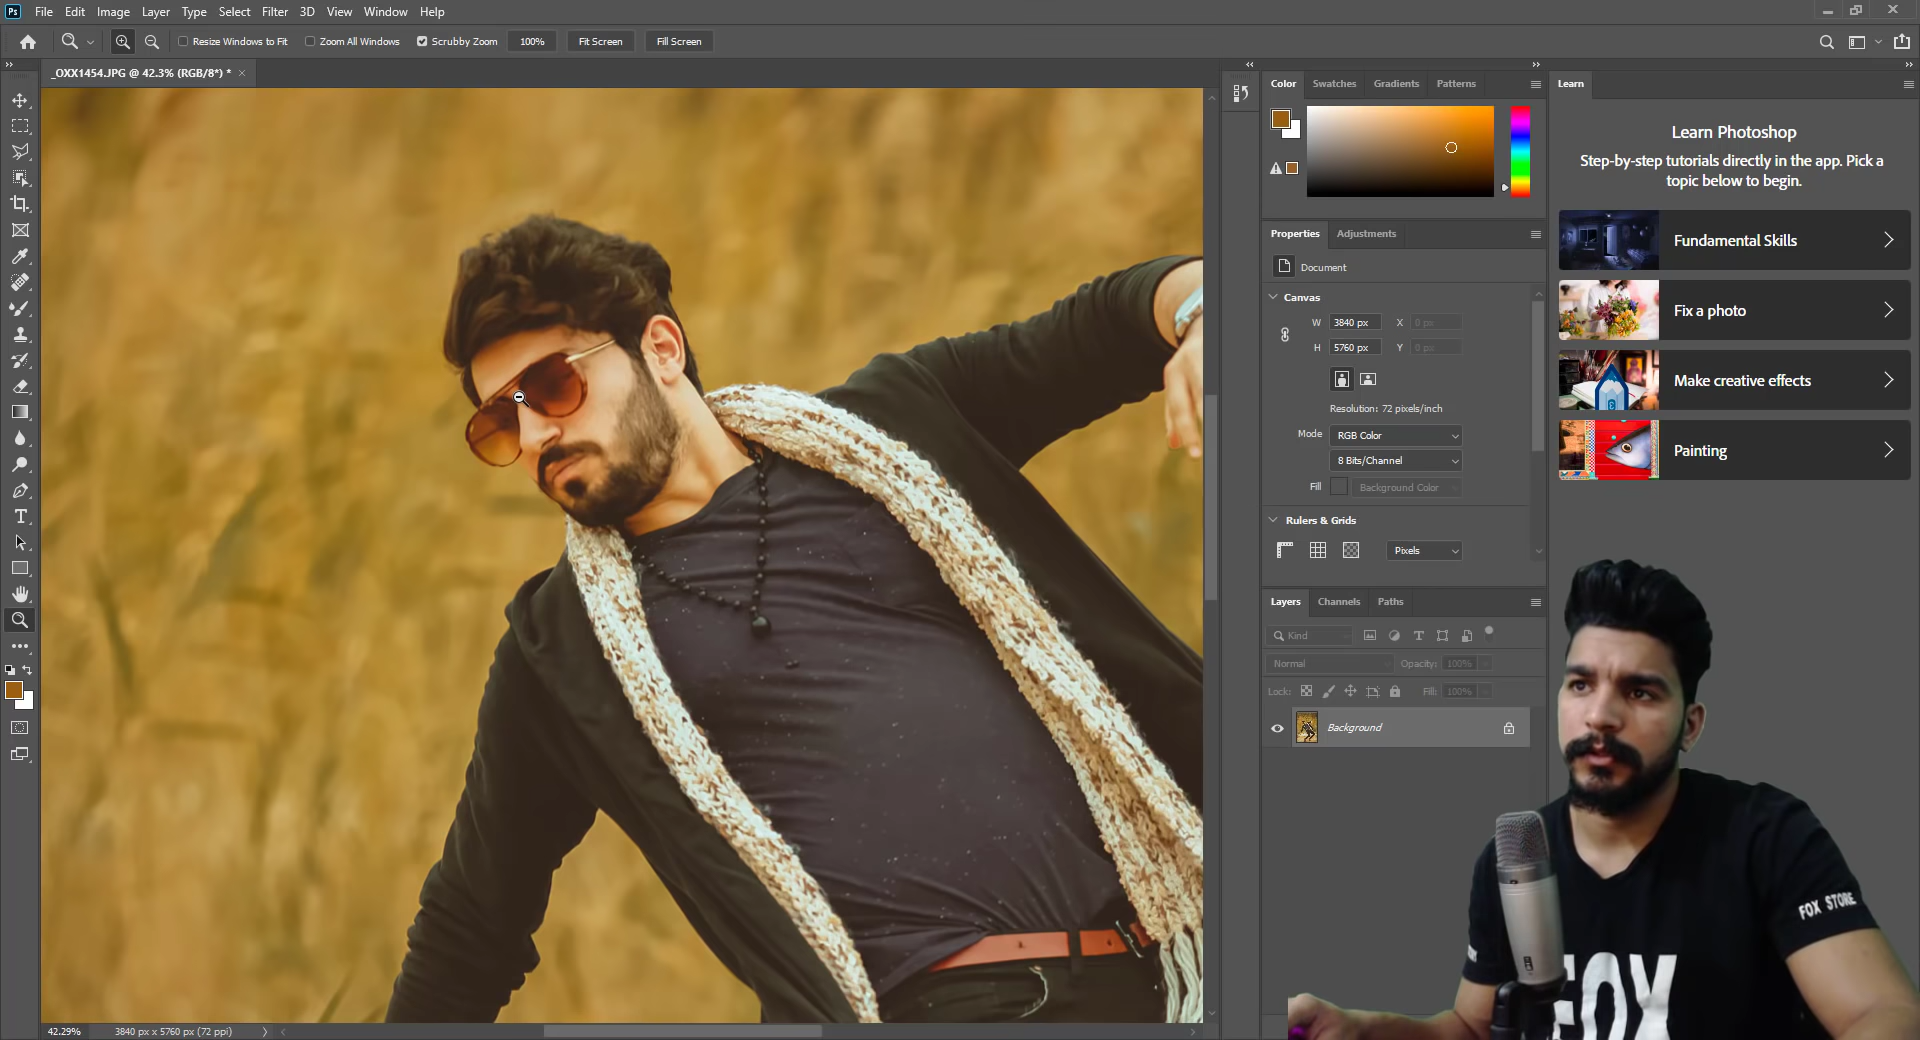 Ps File Edit Image Layer Type Select Filter 3D View Window Help
Resize Windows to Fit Zoom All Windows Scrubby Zoom 100% Fit Screen Fill Screen
_OXX1454.JPG @ 42.3% (RGB/8*) * ×
Color Swatches Gradients Patterns
Learn
Learn Photoshop
Step-by-step tutorials directly in the app. Pick a
topic below to begin.
Fundamental Skills
Fix a photo
Make creative effects
Painting
Properties Adjustments
Document
Canvas
W 3840 px X 0 px
H 5760 px Y 0 px
Resolution: 72 pixels/inch
Mode RGB Color
8 Bits/Channel
Fill Background Color
Rulers & Grids
Pixels
Layers Channels Paths
Kind
Normal Opacity: 100%
Lock: Fill: 100%
Background
FOX STORE
FOX
42.29% 3840 px x 5760 px (72 ppi)